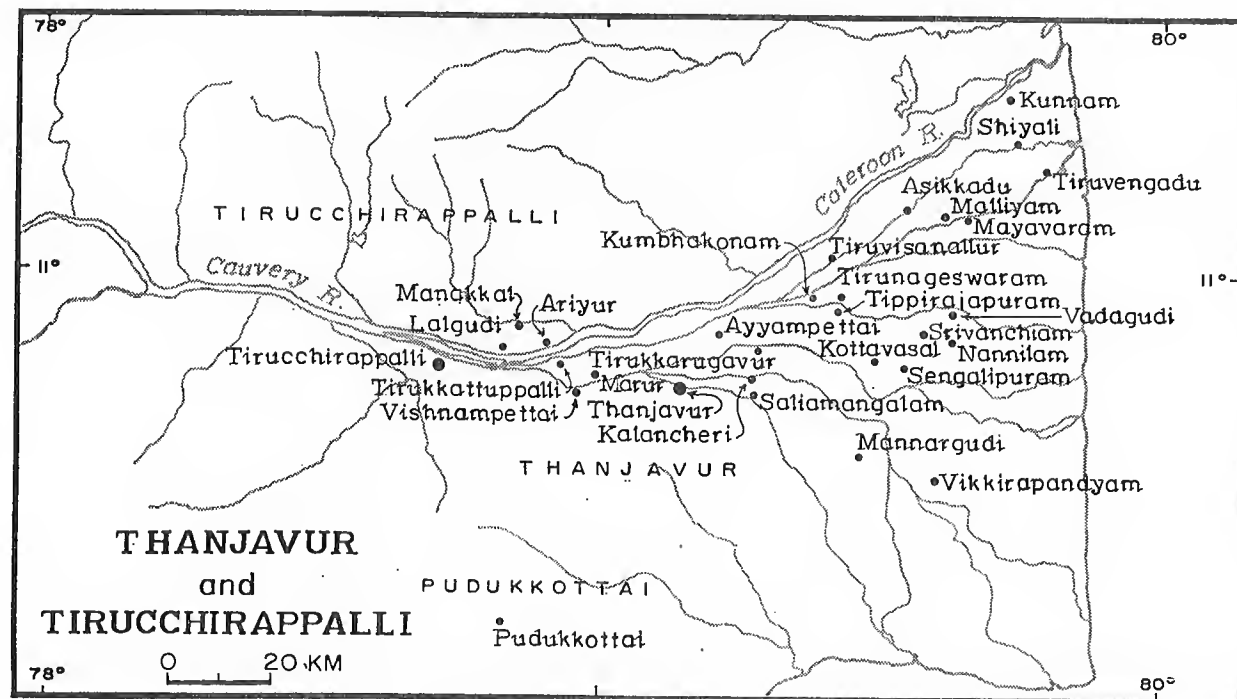 78°
80°
Kunnam
Shiyali
Coleroon R.
Tiruvengadu
Asikkadu
Malliyam
Mayavaram
TIRUCCHIRAPPALLI
Kumbhakonam
Tiruvisanallur
11°
Cauvery R.
Tirunageswaram
11°
Manakkal
Ariyur
Tippirajapuram
Vadagudi
Lalgudi
Ayyampettai
Srivanchiam
Tirucchirappalli
Tirukkarugavur
Kottavasal
Nannilam
Tirukkattuppalli
Marur
Sengalipuram
Vishnampettai
Thanjavur
Saliamangalam
Kalancheri
Mannargudi
THANJAVUR
Vikkirapandyam
THANJAVUR
and
TIRUCCHIRAPPALLI
PUDUKKOTTAI
Pudukkottai
0 20 KM
78°
80°